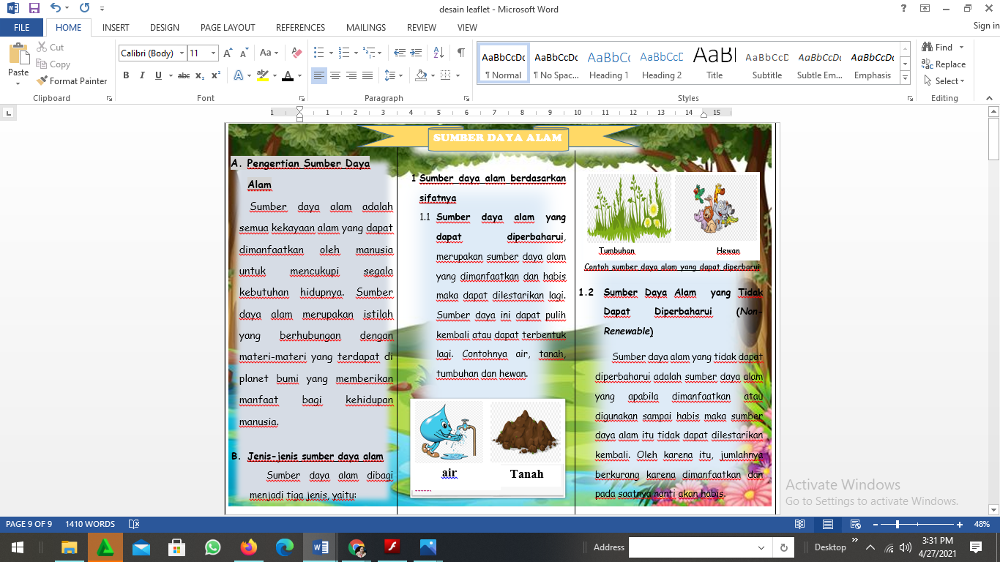 desain leaflet - Microsoft Word
Sign in
FILE
HOME
INSERT
DESIGN
PAGE LAYOUT
REFERENCES
MAILINGS
REVIEW
VIEW
Paste
Cut
Copy
Format Painter
Clipboard
Calibri (Body)
11
Font
Paragraph
AaBbCcDc
¶ Normal
AaBbCcDc
¶ No Spac...
AaBbCc
Heading 1
AaBbCcD
Heading 2
AaBl
Title
AaBbCcD
Subtitle
AaBbCcDc
Subtle Em...
AaBbCcDc
Emphasis
Styles
Find
Replace
Select
Editing
1 1 2 3 4 5 6 7 8 9 10 11 12 13 14 15
SUMBER DAYA ALAM
A. Pengertian Sumber Daya
Alam
Sumber daya alam adalah
semua kekayaan alam yang dapat
dimanfaatkan oleh manusia
untuk mencukupi segala
kebutuhan hidupnya. Sumber
daya alam merupakan istilah
yang berhubungan dengan
materi-materi yang terdapat di
planet bumi yang memberikan
manfaat bagi kehidupan
manusia.
B. Jenis-jenis sumber daya alam
Sumber daya alam dibagi
menjadi tiga jenis, yaitu:
1 Sumber daya alam berdasarkan
sifatnya
1.1 Sumber daya alam yang
dapat diperbaharui,
merupakan sumber daya alam
yang dimanfaatkan dan habis
maka dapat dilestarikan lagi.
Sumber daya ini dapat pulih
kembali atau dapat terbentuk
lagi. Contohnya air, tanah,
tumbuhan dan hewan.
air
Tanah
Tumbuhan
Hewan
Contoh sumber daya alam yang dapat diperbarui
1.2 Sumber Daya Alam yang Tidak
Dapat Diperbaharui (Non-
Renewable)
Sumber daya alam yang tidak dapat
diperbaharui adalah sumber daya alam
yang apabila dimanfaatkan atau
digunakan sampai habis maka sumber
daya alam itu tidak dapat dilestarikan
kembali. Oleh karena itu, jumlahnya
berkurang karena dimanfaatkan dan
pada saatnya nanti akan habis.
Activate Windows
Go to Settings to activate Windows.
PAGE 9 OF 9
1410 WORDS
48%
Address
Desktop
3:31 PM
4/27/2021